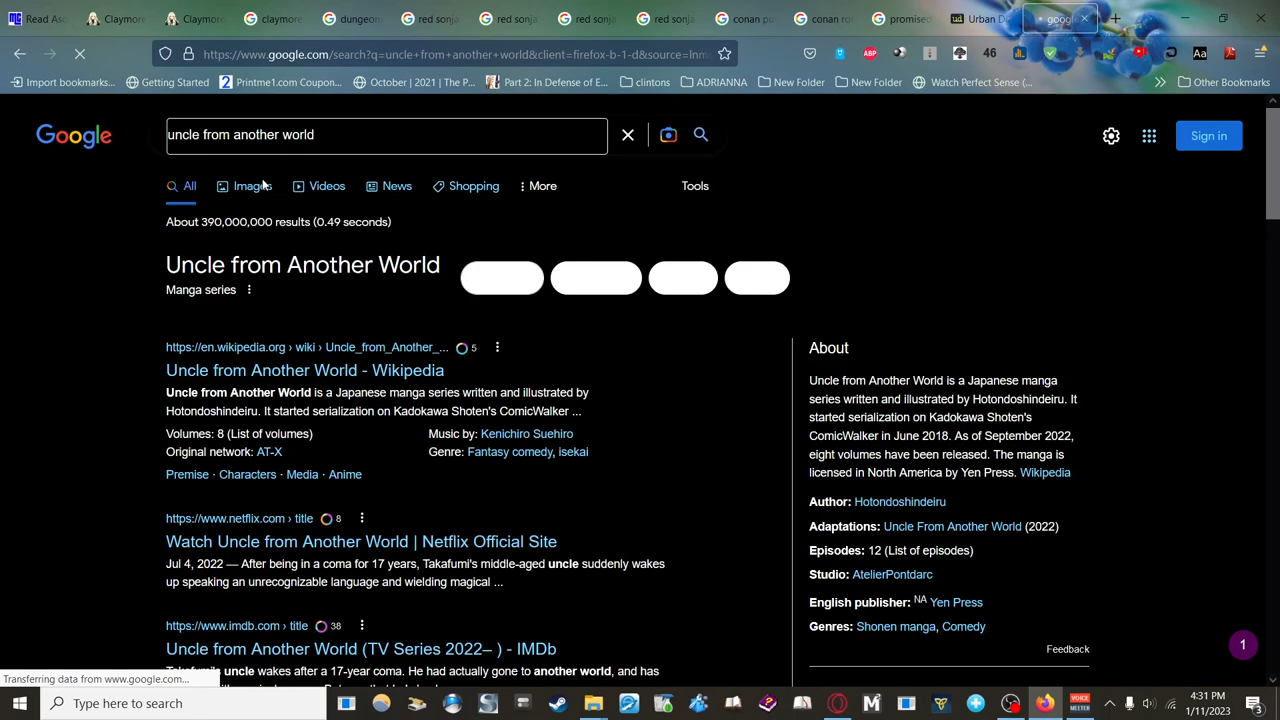 Read As
Claymore
Claymore
claymore
dungeon
red sonja
red sonja
red sonja
red sonja
conan pu
conan ro
promised
Urban Di
google
https://www.google.com/search?q=uncle+from+another+world&client=firefox-b-1-d&source=lnm
ABP
46
Aa
Import bookmarks...
Getting Started
2 Printme1.com Coupon...
October | 2021 | The P...
Part 2: In Defense of E...
clintons
ADRIANNA
New Folder
New Folder
Watch Perfect Sense (...
Other Bookmarks
Google
uncle from another world
Sign in
All
Images
Videos
News
Shopping
More
Tools
About 390,000,000 results (0.49 seconds)
Uncle from Another World
Manga series
https://en.wikipedia.org › wiki › Uncle_from_Another_... 5
Uncle from Another World - Wikipedia
Uncle from Another World is a Japanese manga series written and illustrated by
Hotondoshindeiru. It started serialization on Kadokawa Shoten's ComicWalker ...
Volumes: 8 (List of volumes) Music by: Kenichiro Suehiro
Original network: AT-X Genre: Fantasy comedy, isekai
Premise · Characters · Media · Anime
https://www.netflix.com › title 8
Watch Uncle from Another World | Netflix Official Site
Jul 4, 2022 — After being in a coma for 17 years, Takafumi's middle-aged uncle suddenly wakes
up speaking an unrecognizable language and wielding magical ...
https://www.imdb.com › title 38
Uncle from Another World (TV Series 2022– ) - IMDb
Takafumi's uncle wakes after a 17-year coma. He had actually gone to another world, and has
About
Uncle from Another World is a Japanese manga
series written and illustrated by Hotondoshindeiru. It
started serialization on Kadokawa Shoten's
ComicWalker in June 2018. As of September 2022,
eight volumes have been released. The manga is
licensed in North America by Yen Press. Wikipedia
Author: Hotondoshindeiru
Adaptations: Uncle From Another World (2022)
Episodes: 12 (List of episodes)
Studio: AtelierPontdarc
English publisher: NA Yen Press
Genres: Shonen manga, Comedy
Feedback
1
Transferring data from www.google.com...
Type here to search
VOICE
MEETER
4:31 PM
1/11/2023
3